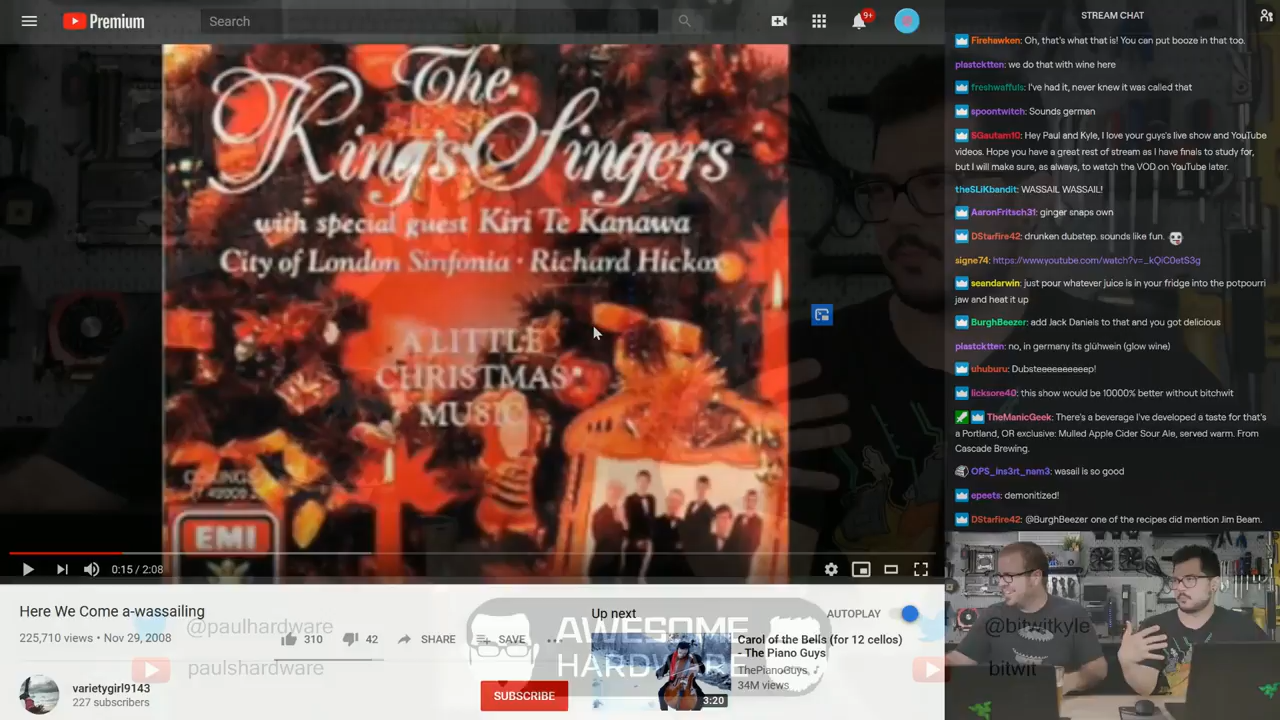 Premium
Search
9+
The
King's Singers
with special guest Kiri Te Kanawa
City of London Sinfonia · Richard Hickox
A LITTLE
CHRISTMAS
MUSIC
EMI
0:15 / 2:08
Here We Come a-wassailing
225,710 views • Nov 29, 2008
@paulhardware
310
42
SHARE
SAVE
paulshardware
varietygirl9143
227 subscribers
SUBSCRIBE
AWESOME
HARDWARE
Up next
AUTOPLAY
Carol of the Bells (for 12 cellos)
- The Piano Guys
ThePianoGuys
34M views
3:20
STREAM CHAT
Firehawken: Oh, that's what that is! You can put booze in that too.
plastcktten: we do that with wine here
freshwaffuls: I've had it, never knew it was called that
spoontwitch: Sounds german
SGautam10: Hey Paul and Kyle, I love your guys's live show and YouTube
videos. Hope you have a great rest of stream as I have finals to study for,
but I will make sure, as always, to watch the VOD on YouTube later.
theSLiKbandit: WASSAIL WASSAIL!
AaronFritsch31: ginger snaps own
DStarfire42: drunken dubstep. sounds like fun.
signe74: https://www.youtube.com/watch?v=_kQlC0etS3g
seandarwin: just pour whatever juice is in your fridge into the potpourri
jaw and heat it up
BurghBeezer: add Jack Daniels to that and you got delicious
plastcktten: no, in germany its glühwein (glow wine)
uhuburu: Dubsteeeeeeeeeep!
licksore40: this show would be 10000% better without bitchwit
TheManicGeek: There's a beverage I've developed a taste for that's
a Portland, OR exclusive: Mulled Apple Cider Sour Ale, served warm. From
Cascade Brewing.
OPS_ins3rt_nam3: wasail is so good
epeets: demonitized!
DStarfire42: @BurghBeezer one of the recipes did mention Jim Beam.
@bitwitkyle
bitwit